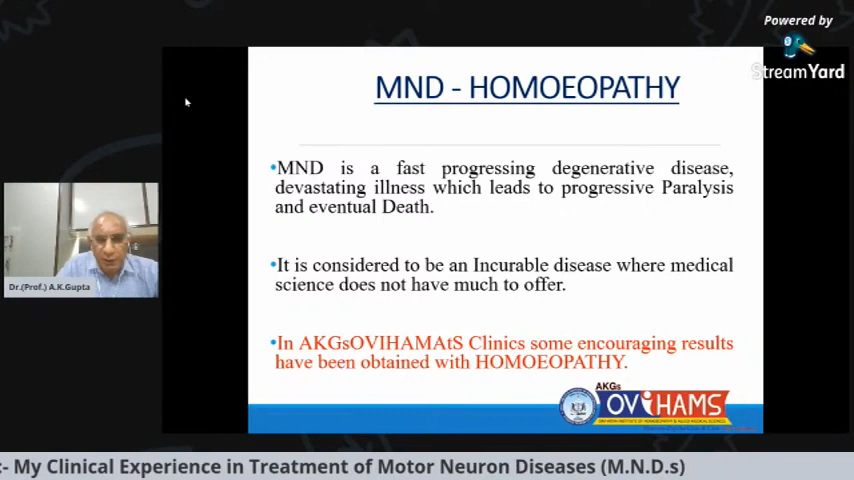 Powered by
StreamYard
MND - HOMOEOPATHY
•MND is a fast progressing degenerative disease,
devastating illness which leads to progressive Paralysis
and eventual Death.
•It is considered to be an Incurable disease where medical
science does not have much to offer.
•In AKGsOVIHAMAtS Clinics some encouraging results
have been obtained with HOMOEOPATHY.
AKGs
OViHAMS
Dr.(Prof.) A.K.Gupta
:- My Clinical Experience in Treatment of Motor Neuron Diseases (M.N.D.s)